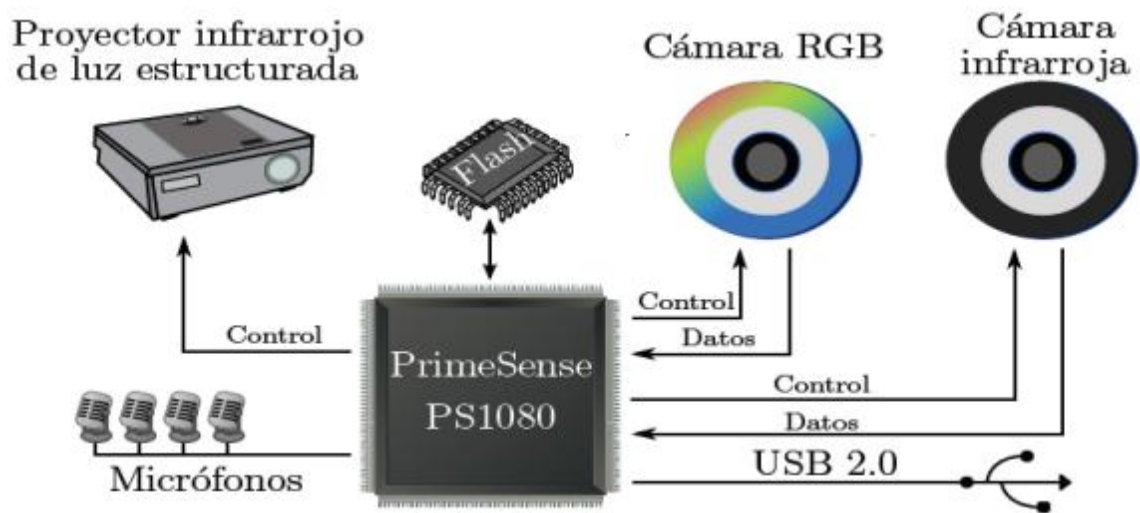 Proyector infrarrojo
de luz estructurada
Cámara RGB
Cámara
infrarroja
Flash
Control
Control
Datos
PrimeSense
PS1080
Control
Datos
Micrófonos
USB 2.0